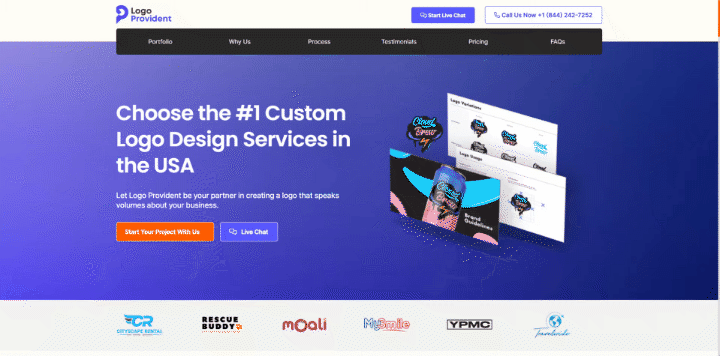 Logo
Provident
Start Live Chat
Call Us Now +1 (844) 242-7252
Portfolio
Why Us
Process
Testimonials
Pricing
FAQs
Choose the #1 Custom
Logo Design Services in
the USA
Let Logo Provident be your partner in creating a logo that speaks
volumes about your business.
Start Your Project With Us
Live Chat
Logo Variations
Cloud
Brew
Logo Usage
Brand
Guidelines
CR
CITYSCAPE RENTAL
RESCUE
BUDDY
moali
MySmile
YPMC
Travelwide